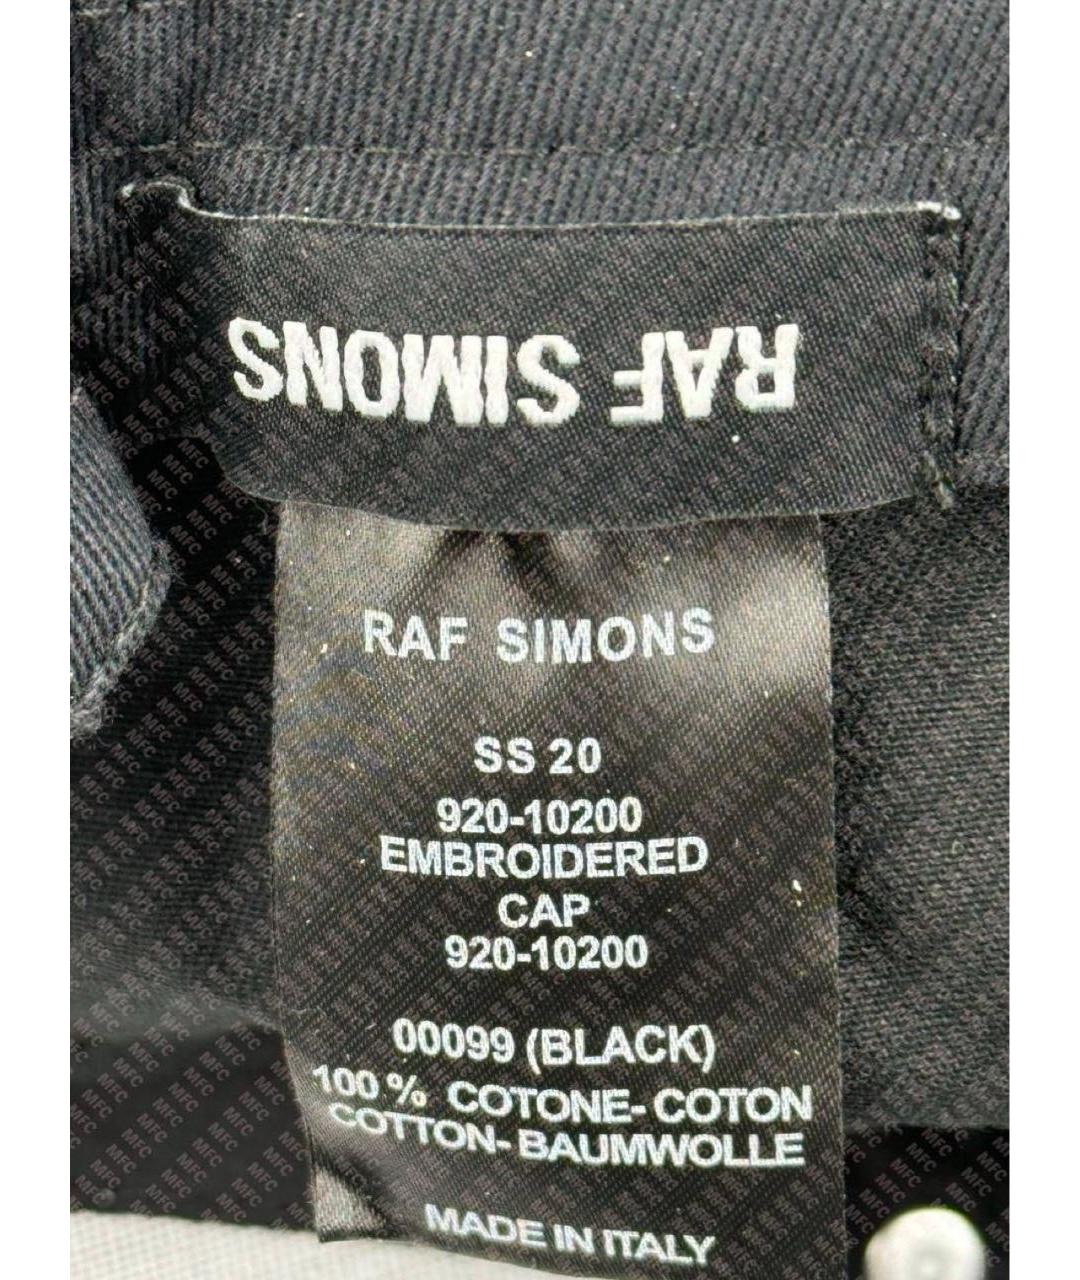 RAF SIMONS
RAF SIMONS
SS 20
920-10200
EMBROIDERED
CAP
920-10200
00099 (BLACK)
100 % COTONE- COTON
COTTON- BAUMWOLLE
MADE IN ITALY
MFC